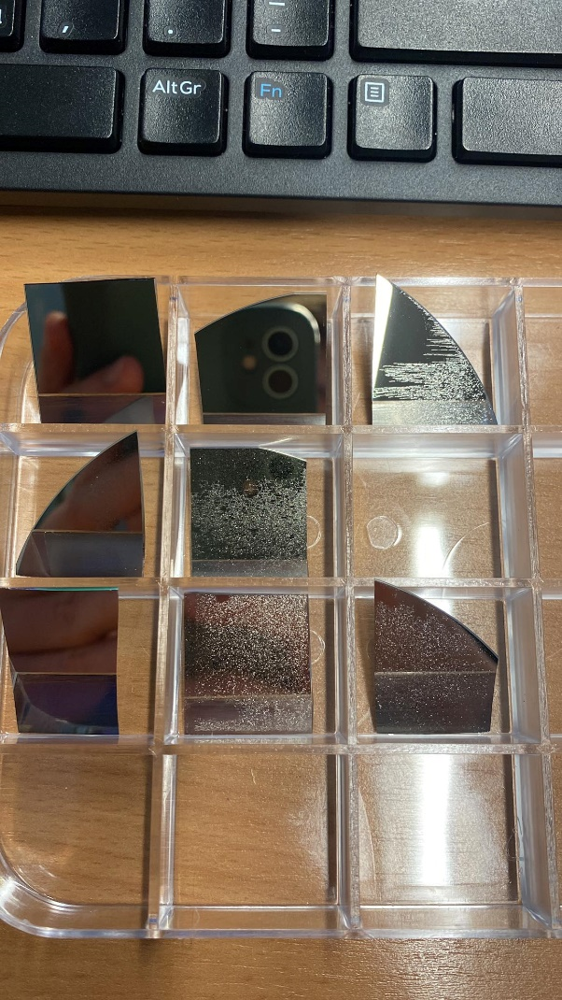 , . -
AltGr Fn